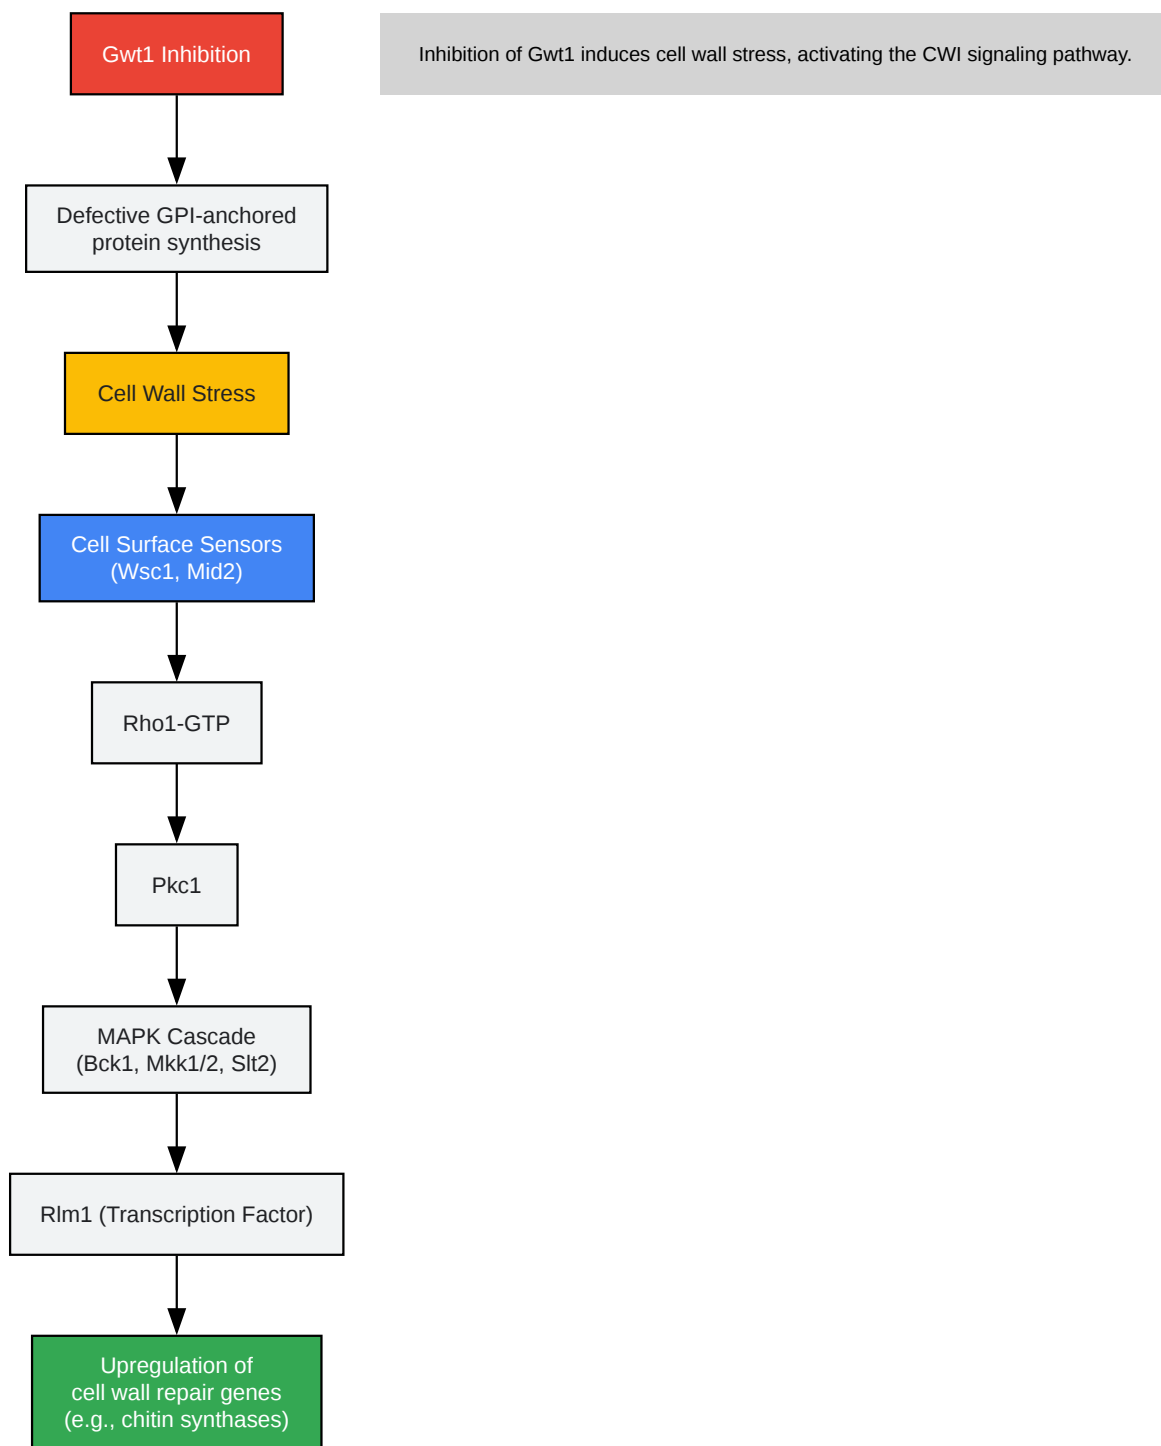 Gwt1 Inhibition
Inhibition of Gwt1 induces cell wall stress, activating the CWI signaling pathway.
Defective GPI-anchored
protein synthesis
Cell Wall Stress
Cell Surface Sensors
(Wsc1, Mid2)
Rho1-GTP
Pkc1
MAPK Cascade
(Bck1, Mkk1/2, Slt2)
Rlm1 (Transcription Factor)
Upregulation of
cell wall repair genes
(e.g., chitin synthases)